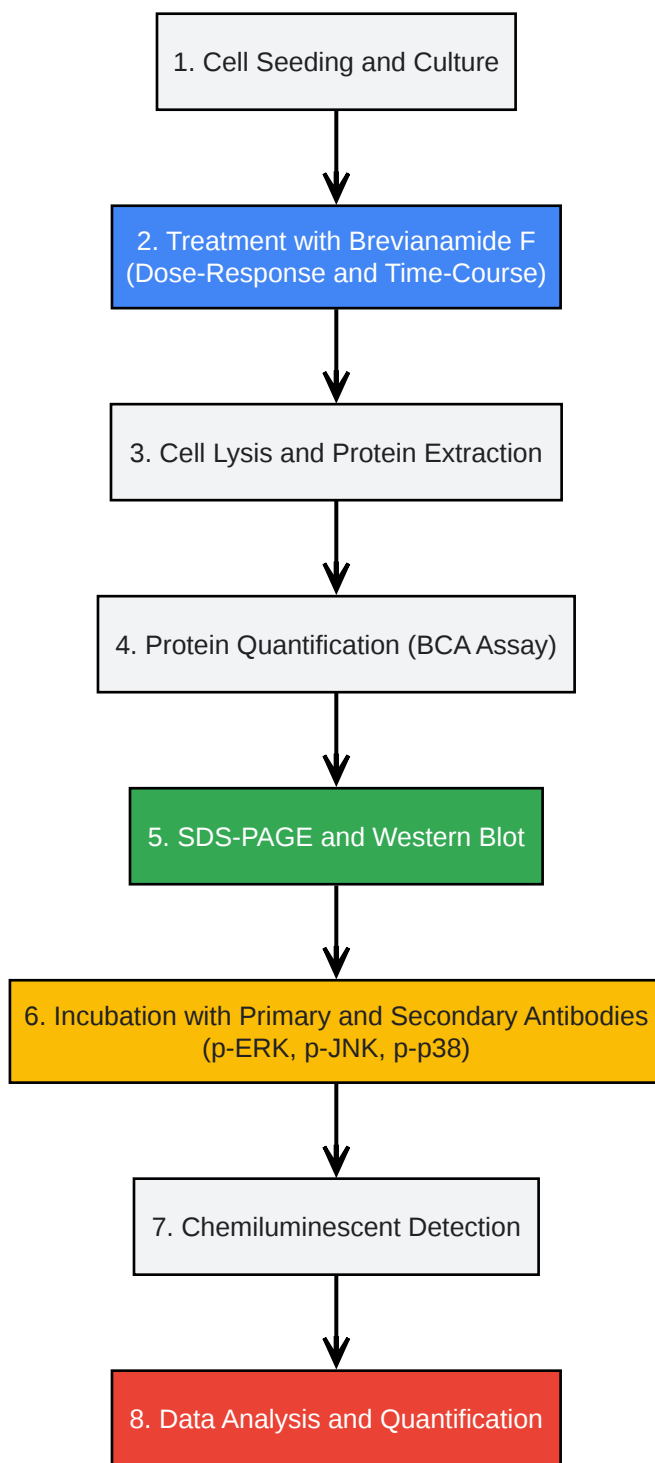 1. Cell Seeding and Culture
2. Treatment with Brevianamide F
(Dose-Response and Time-Course)
3. Cell Lysis and Protein Extraction
4. Protein Quantification (BCA Assay)
5. SDS-PAGE and Western Blot
6. Incubation with Primary and Secondary Antibodies
(p-ERK, p-JNK, p-p38)
7. Chemiluminescent Detection
8. Data Analysis and Quantification